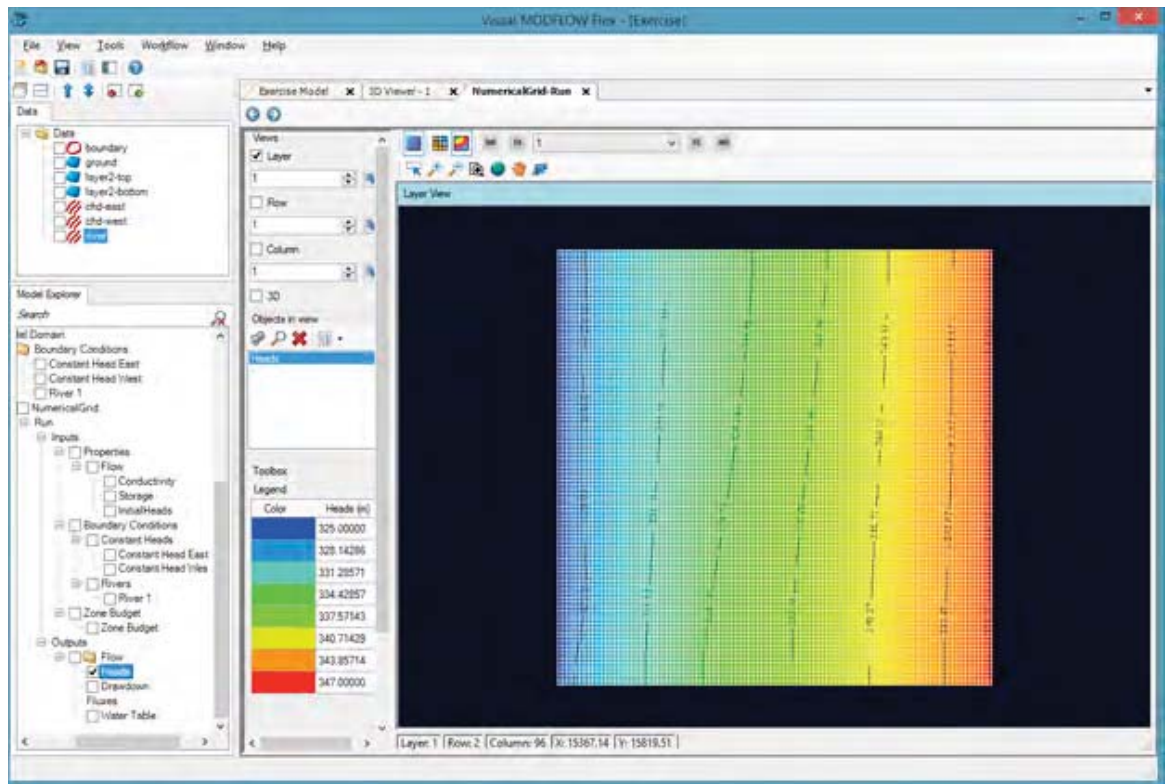 Visual MODFLOW Flex - [Exercise]
File View Tools Workflow Window Help
Exercise Model 3D Viewer - 1 NumericalGrid-Run
Data
Data
boundary
ground
layer2-top
layer2-bottom
chd-east
chd-west
river
Model Explorer
Search
del Domain
Boundary Conditions
Constant Head East
Constant Head West
River 1
NumericalGrid
Run
Inputs
Properties
Flow
Conductivity
Storage
InitialHeads
Boundary Conditions
Constant Heads
Constant Head East
Constant Head Wes
Rivers
River 1
Zone Budget
Zone Budget
Outputs
Flow
Heads
Drawdown
Fluxes
Water Table
Views
Layer
1
Row
1
Column
1
3D
Objects in view
Heads
Toolbox
Legend
Color Heads (m)
325.00000
328.14286
331.28571
334.42857
337.57143
340.71429
343.85714
347.00000
1
Layer View
Layer: 1 Row: 2 Column: 96 X: 15367.14 Y: 15819.51